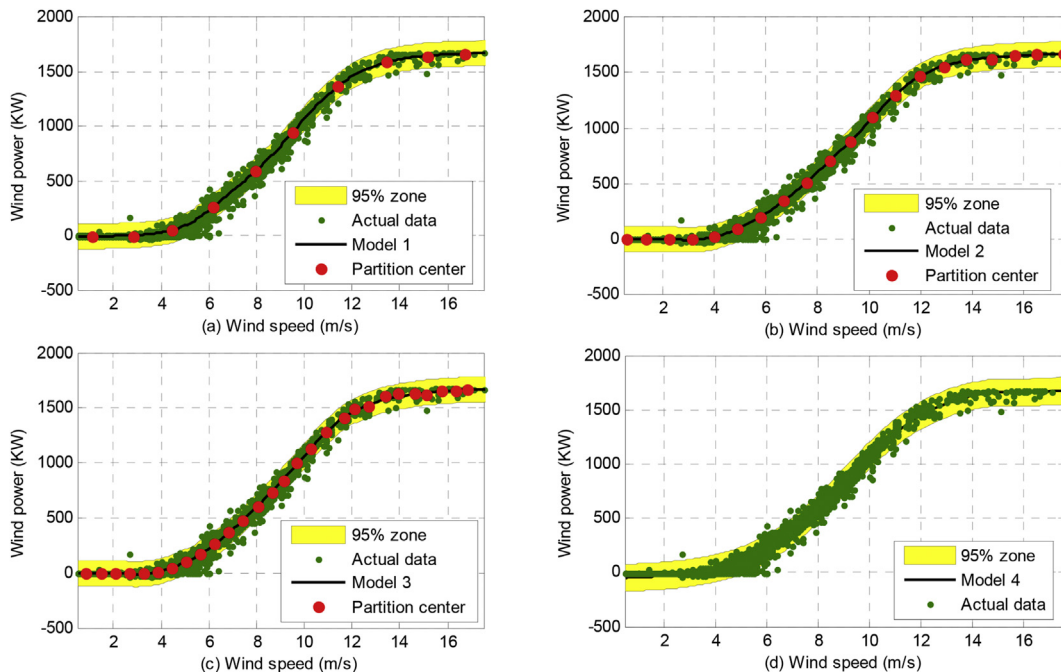 2000
1500
1000
500
0
-500
Wind power (KW)
95% zone
Actual data
Model 1
Partition center
2 4 6 8 10 12 14 16
(a) Wind speed (m/s)
2000
1500
1000
500
0
-500
Wind power (KW)
95% zone
Actual data
Model 2
Partition center
2 4 6 8 10 12 14 16
(b) Wind speed (m/s)
2000
1500
1000
500
0
-500
Wind power (KW)
95% zone
Actual data
Model 3
Partition center
2 4 6 8 10 12 14 16
(c) Wind speed (m/s)
2000
1500
1000
500
0
-500
Wind power (KW)
95% zone
Model 4
Actual data
2 4 6 8 10 12 14 16
(d) Wind speed (m/s)